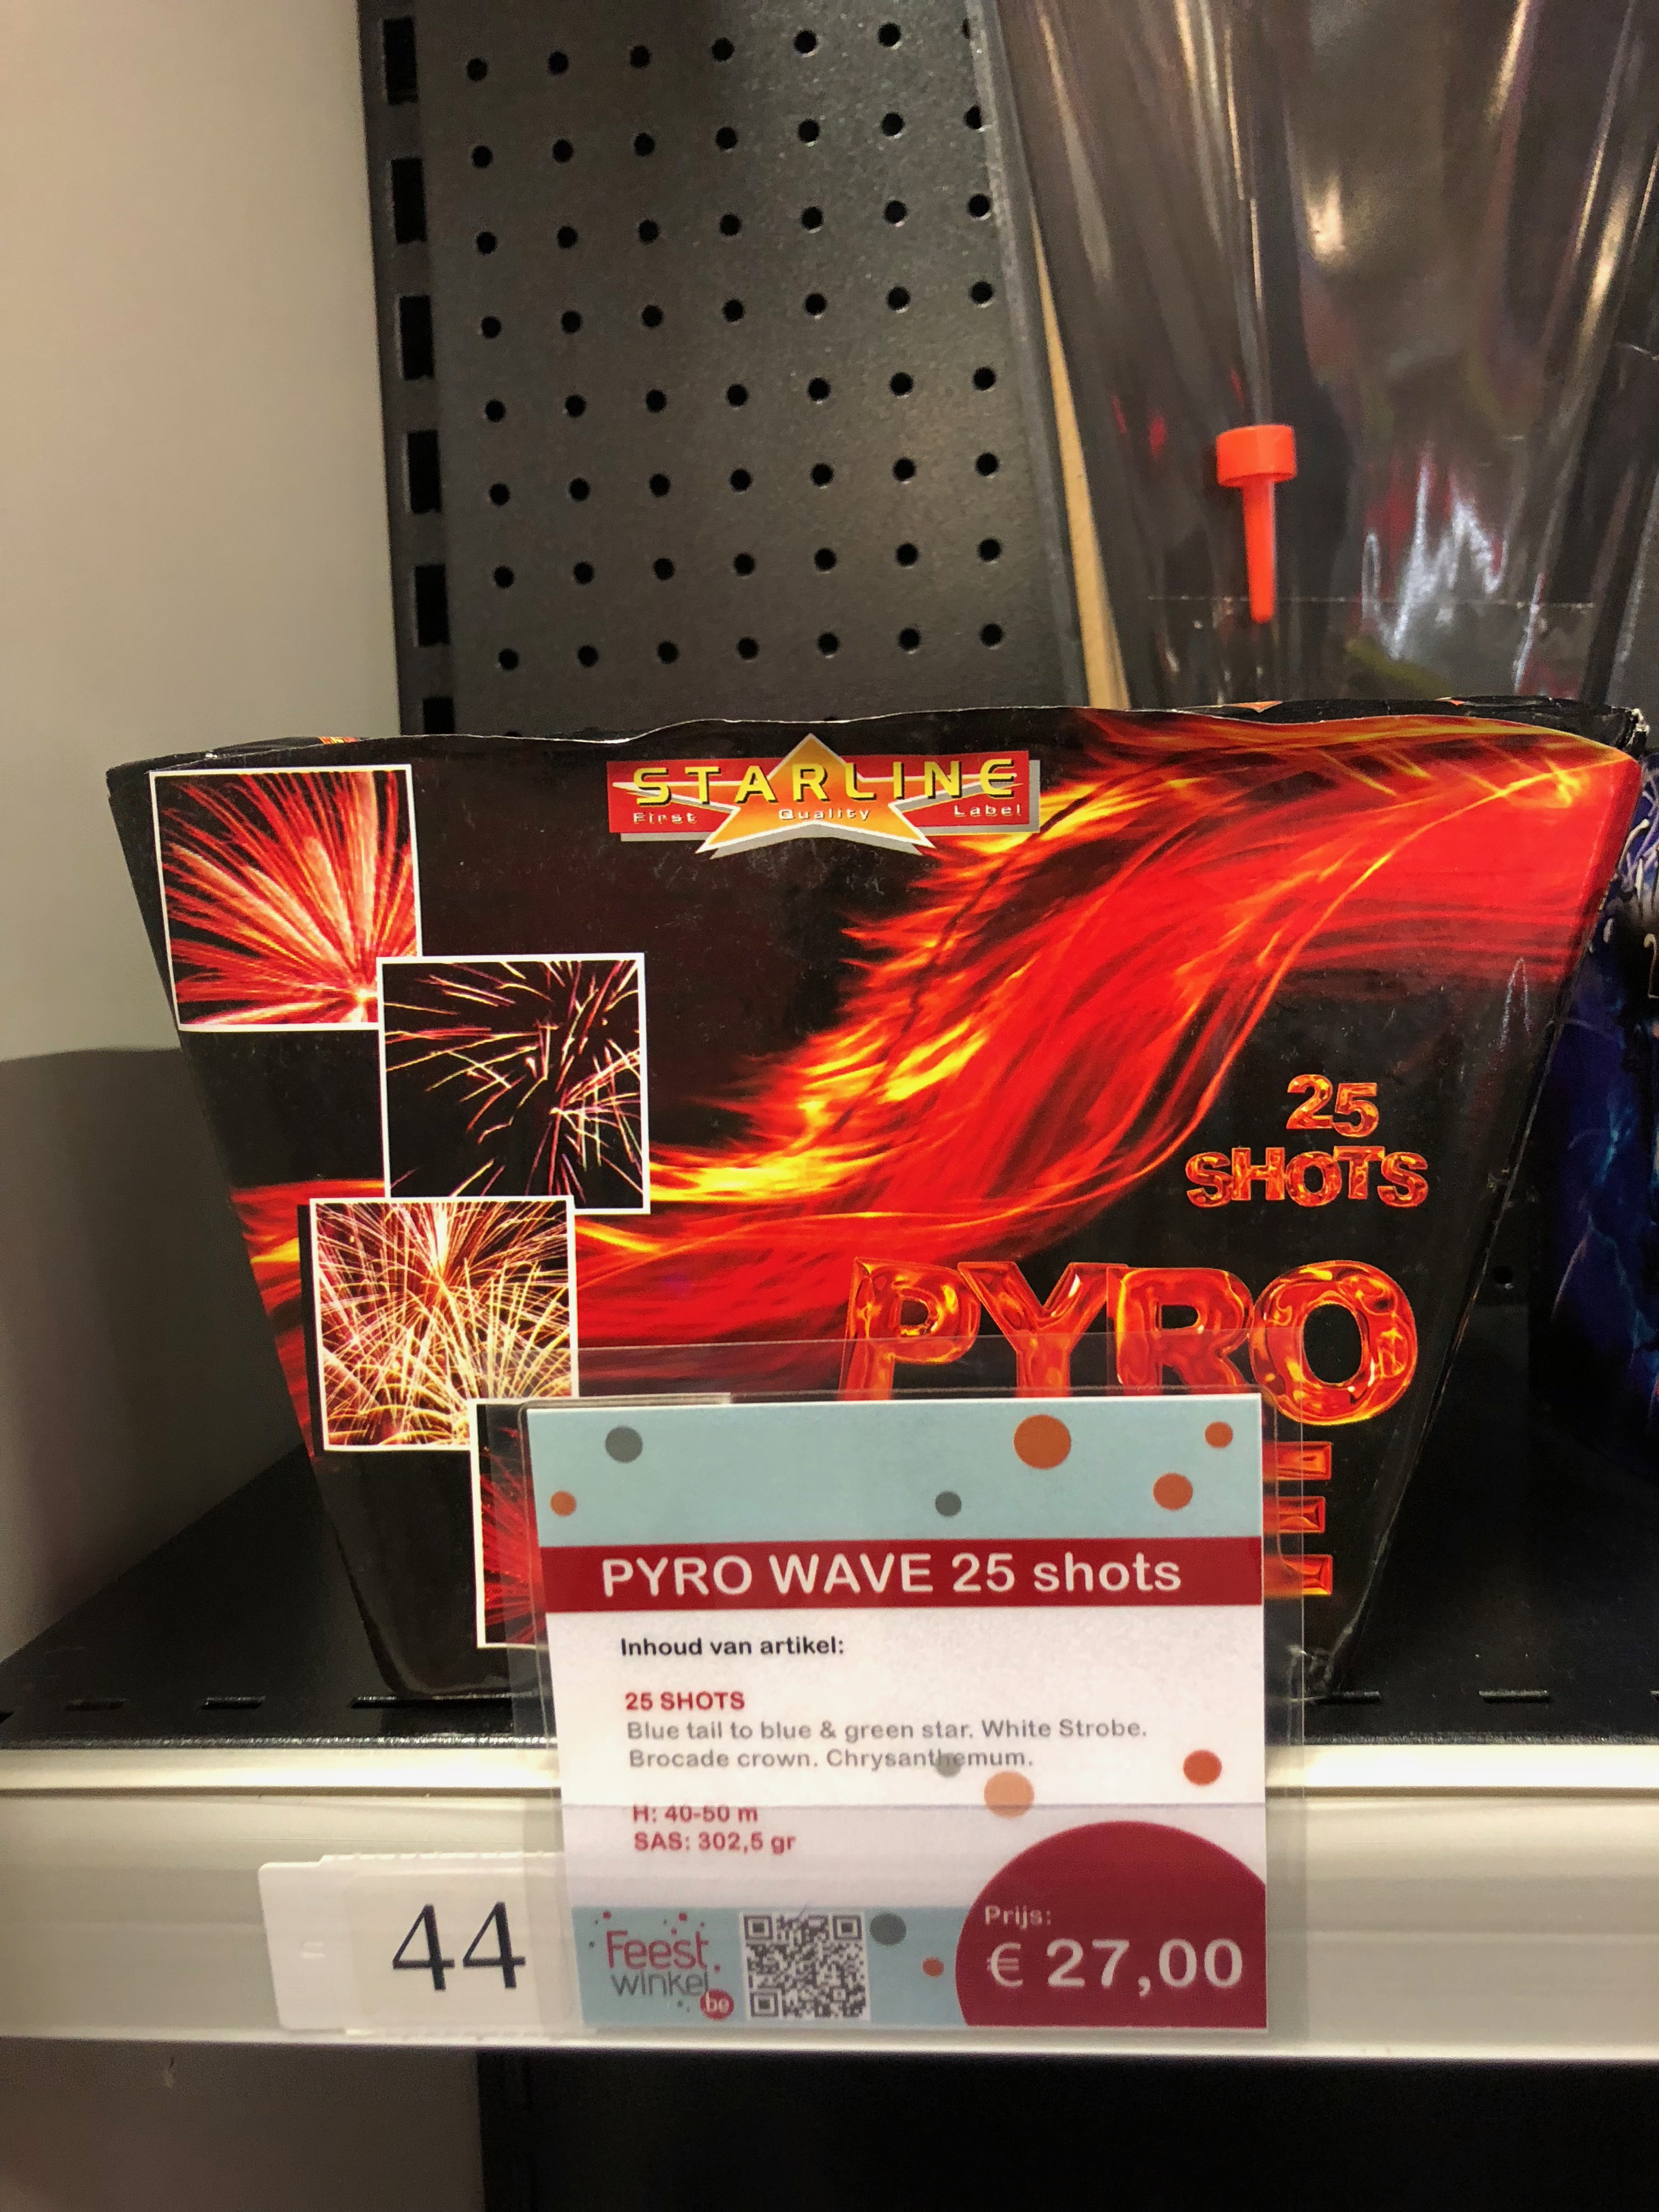 STARLINE
First Quality Label
25
SHOTS
PYRO
E
PYRO WAVE 25 shots
Inhoud van artikel:
25 SHOTS
Blue tail to blue & green star. White Strobe.
Brocade crown. Chrysanthemum.
H: 40-50 m
SAS: 302,5 gr
44
Feest
winkel
.be
Prijs:
€ 27,00